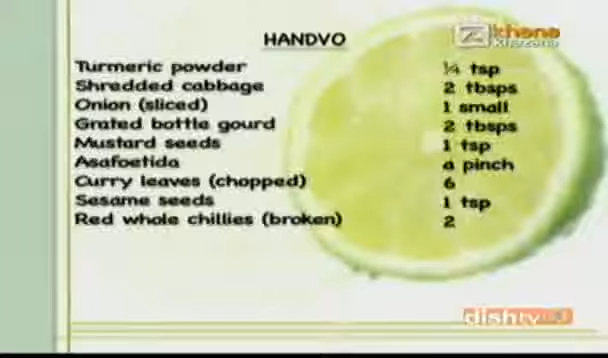 Z khana
khazana
HANDVO
Turmeric powder ¼ tsp
Shredded cabbage 2 tbsps
Onion (sliced) 1 small
Grated bottle gourd 2 tbsps
Mustard seeds 1 tsp
Asafoetida a pinch
Curry leaves (chopped) 6
Sesame seeds 1 tsp
Red whole chillies (broken) 2
dishtv